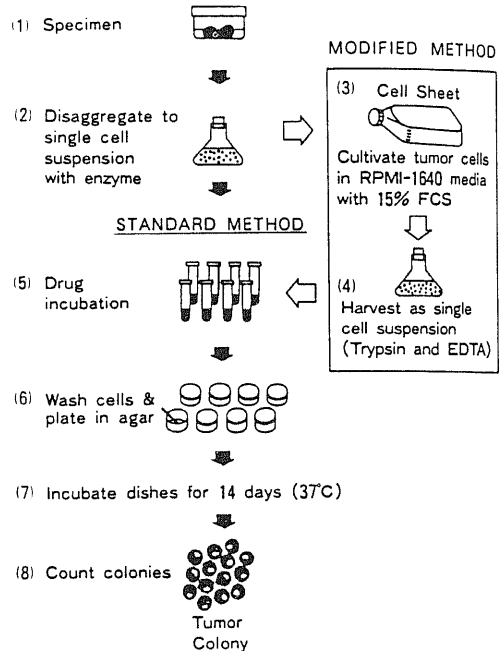 (1) Specimen
(2) Disaggregate to
single cell
suspension
with enzyme
MODIFIED METHOD
(3) Cell Sheet
Cultivate tumor cells
in RPMI-1640 media
with 15% FCS
(4)
Harvest as single
cell suspension
(Trypsin and EDTA)
STANDARD METHOD
(5) Drug
incubation
(6) Wash cells &
plate in agar
(7) Incubate dishes for 14 days (37°C)
(8) Count colonies
Tumor
Colony